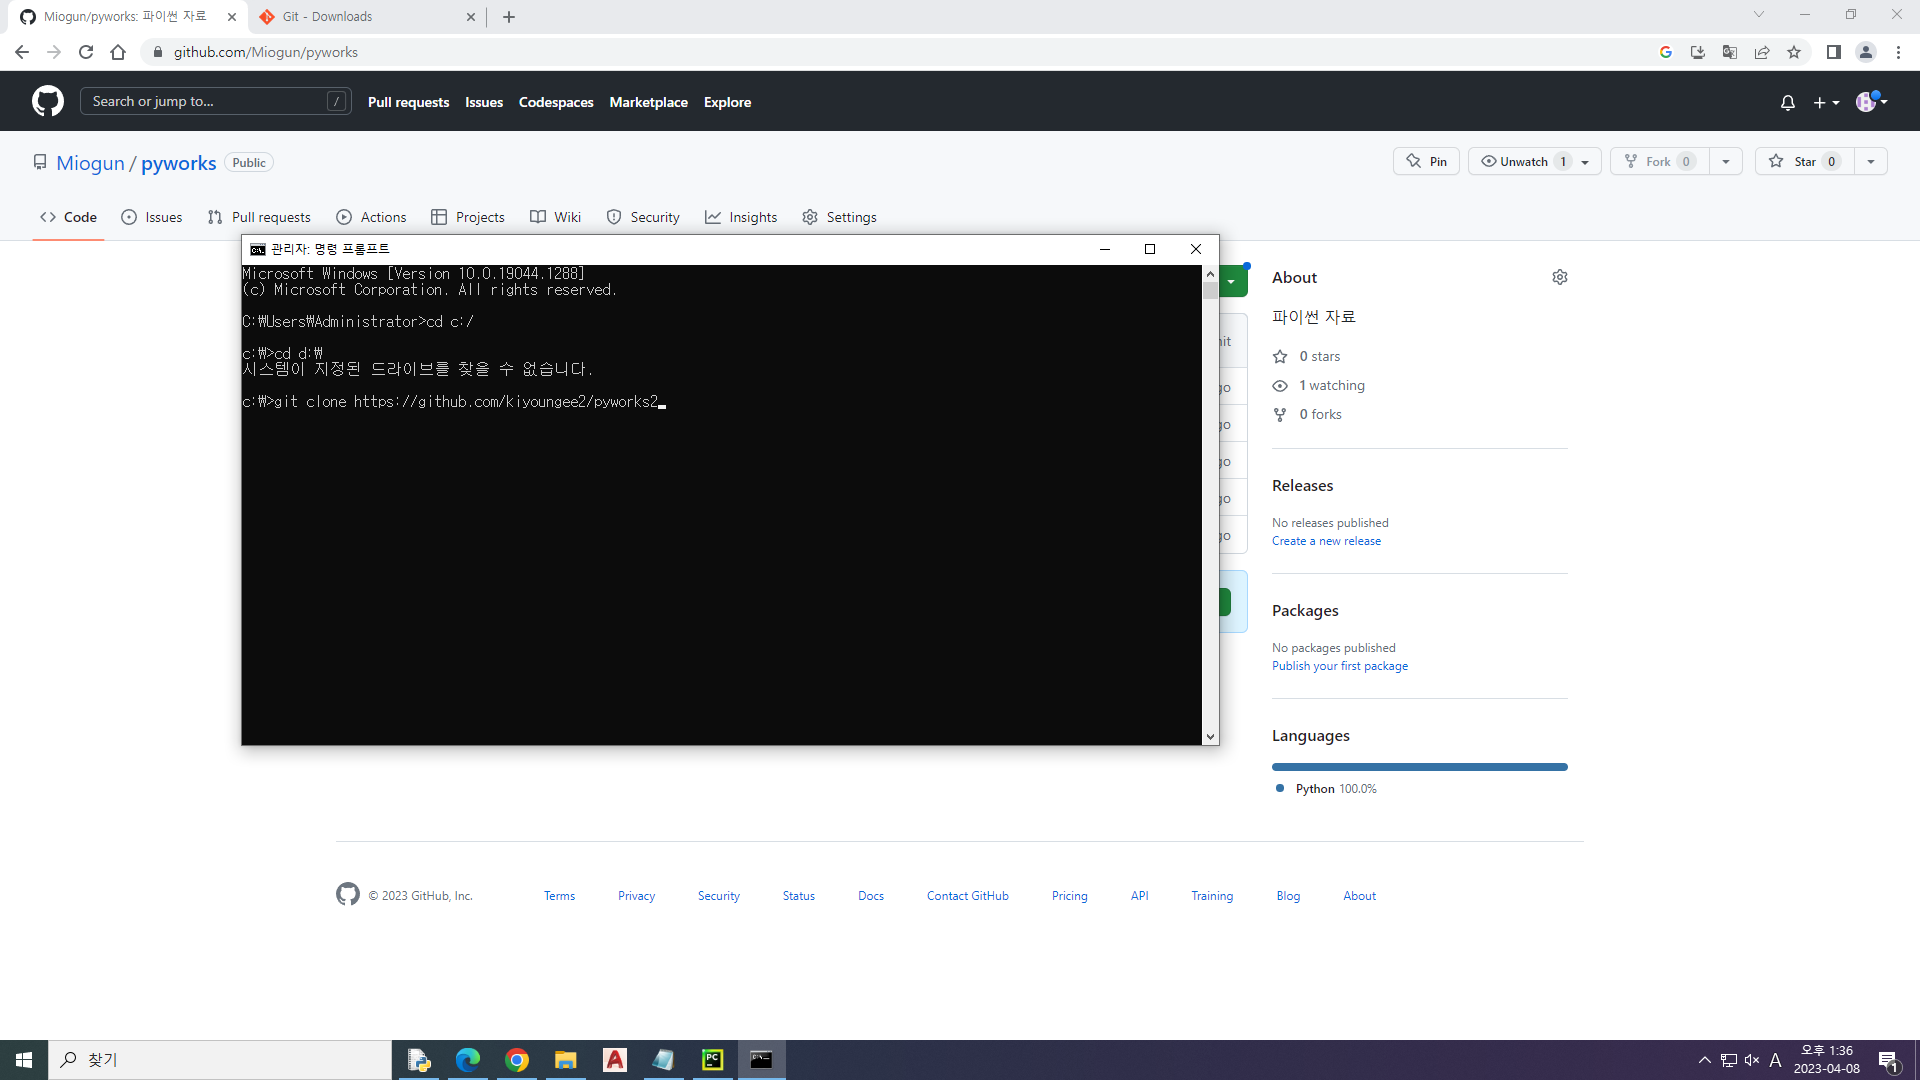 Miogun/pyworks: 파이썬 자료
Git - Downloads
github.com/Miogun/pyworks
Search or jump to...
/
Pull requests
Issues
Codespaces
Marketplace
Explore
Miogun / pyworks
Public
Pin
Unwatch 1
Fork 0
Star 0
Code
Issues
Pull requests
Actions
Projects
Wiki
Security
Insights
Settings
관리자: 명령 프롬프트
Microsoft Windows [Version 10.0.19044.1288]
(c) Microsoft Corporation. All rights reserved.
C:₩Users₩Administrator>cd c:/
c:₩>cd d:₩
시스템이 지정된 드라이브를 찾을 수 없습니다.
c:₩>git clone https://github.com/kiyoungee2/pyworks2
About
파이썬 자료
0 stars
1 watching
0 forks
Releases
No releases published
Create a new release
Packages
No packages published
Publish your first package
Languages
Python 100.0%
© 2023 GitHub, Inc.
Terms
Privacy
Security
Status
Docs
Contact GitHub
Pricing
API
Training
Blog
About
찾기
A
오후 1:36
2023-04-08
1